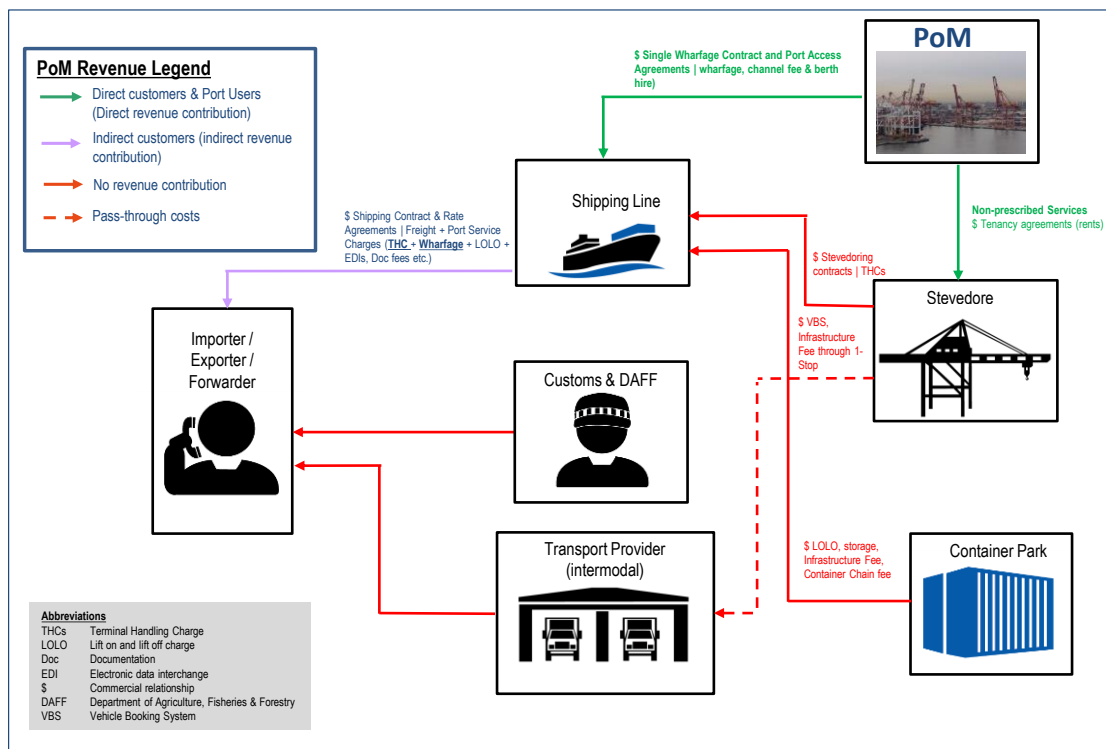 PoM Revenue Legend
Direct customers & Port Users
(Direct revenue contribution)
Indirect customers (indirect revenue
contribution)
No revenue contribution
Pass-through costs
$ Single Wharfage Contract and Port Access
Agreements | wharfage, channel fee & berth
hire)
PoM
Shipping Line
$ Shipping Contract & Rate
Agreements | Freight + Port Service
Charges (THC + Wharfage + LOLO +
EDIs, Doc fees etc.)
Non-prescribed Services
$ Tenancy agreements (rents)
$ Stevedoring
contracts | THCs
Stevedore
$ VBS,
Infrastructure
Fee through 1-
Stop
Importer /
Exporter /
Forwarder
Customs & DAFF
Transport Provider
(intermodal)
$ LOLO, storage,
Infrastructure Fee,
Container Chain fee
Container Park
Abbreviations
THCs Terminal Handling Charge
LOLO Lift on and lift off charge
Doc Documentation
EDI Electronic data interchange
$ Commercial relationship
DAFF Department of Agriculture, Fisheries & Forestry
VBS Vehicle Booking System